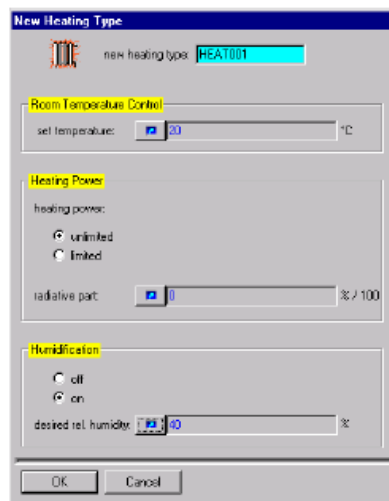 New Heating Type
new heating type: HEAT001
Room Temperature Control
set temperature: 20 °C
Heating Power
heating power:
unlimited
limited
radiative part: 0 % / 100
Humidification
off
on
desired rel. humidity: 40 %
OK Cancel